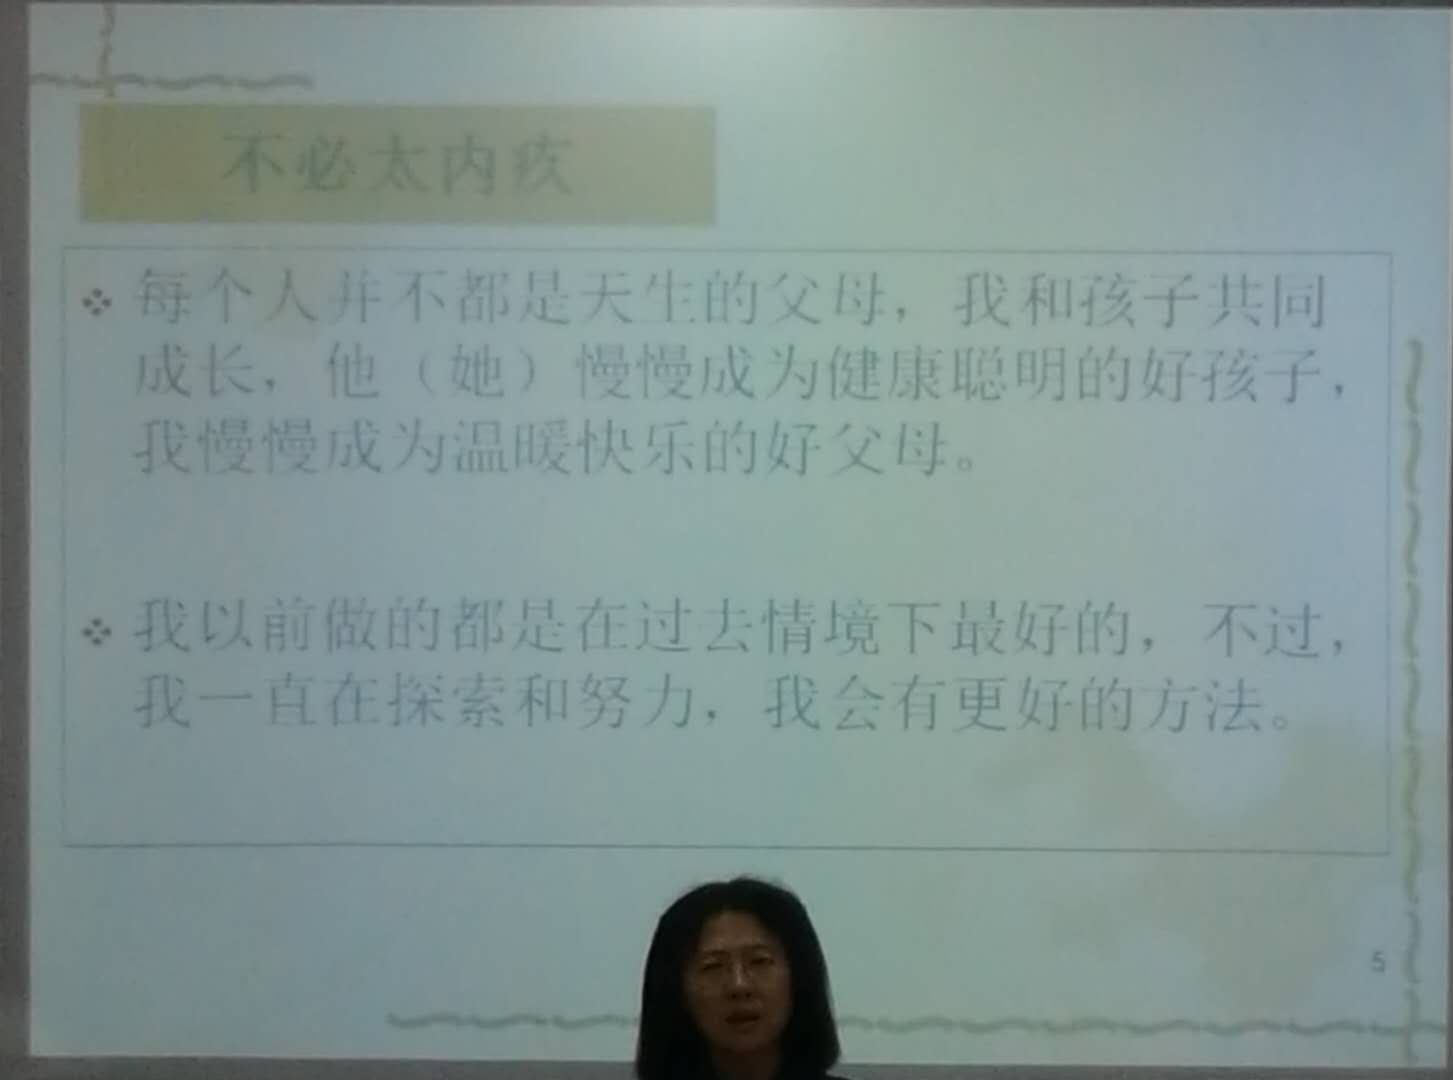 不必太内疚
每个人并不都是天生的父母，我和孩子共同
成长，他（她）慢慢成为健康聪明的好孩子，
我慢慢成为温暖快乐的好父母。
我以前做的都是在过去情境下最好的，不过，
我一直在探索和努力，我会有更好的方法。
5